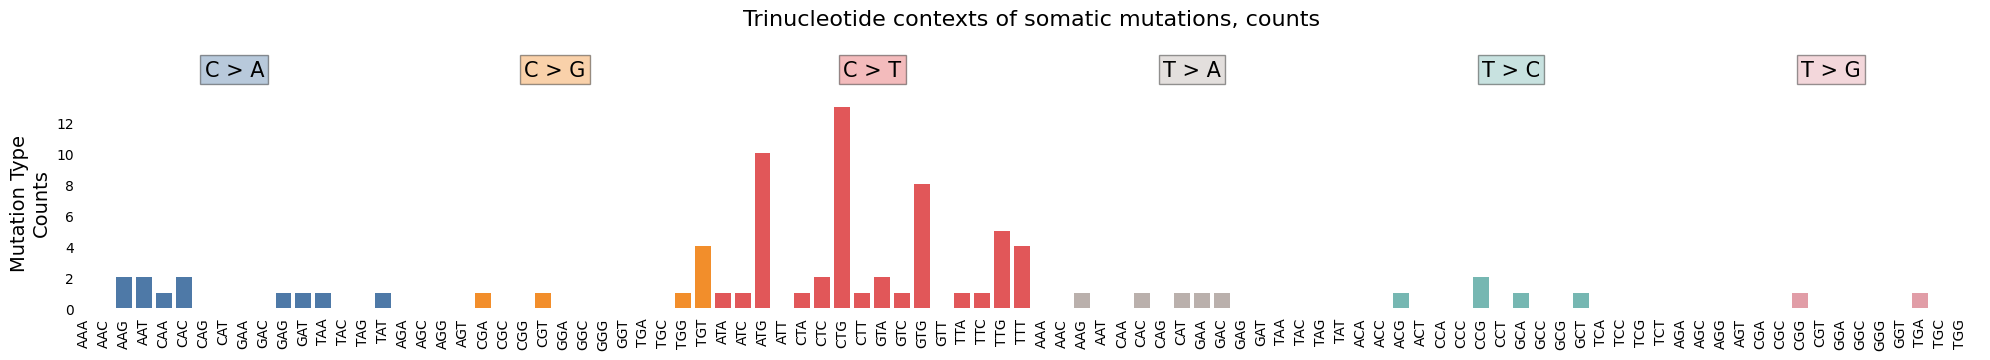 Trinucleotide contexts of somatic mutations, counts
C > A
C > G
C > T
T > A
T > C
T > G
Mutation Type
Counts
12
10
8
6
4
2
0
AAA
AAC
AAG
AAT
CAA
CAC
CAG
CAT
GAA
GAC
GAG
GAT
TAA
TAC
TAG
TAT
AGA
AGC
AGG
AGT
CGA
CGC
CGG
CGT
GGA
GGC
GGG
GGT
TGA
TGC
TGG
TGT
ATA
ATC
ATG
ATT
CTA
CTC
CTG
CTT
GTA
GTC
GTG
GTT
TTA
TTC
TTG
TTT
AAA
AAC
AAG
AAT
CAA
CAC
CAG
CAT
GAA
GAC
GAG
GAT
TAA
TAC
TAG
TAT
ACA
ACC
ACG
ACT
CCA
CCC
CCG
CCT
GCA
GCC
GCG
GCT
TCA
TCC
TCG
TCT
AGA
AGC
AGG
AGT
CGA
CGC
CGG
CGT
GGA
GGC
GGG
GGT
TGA
TGC
TGG